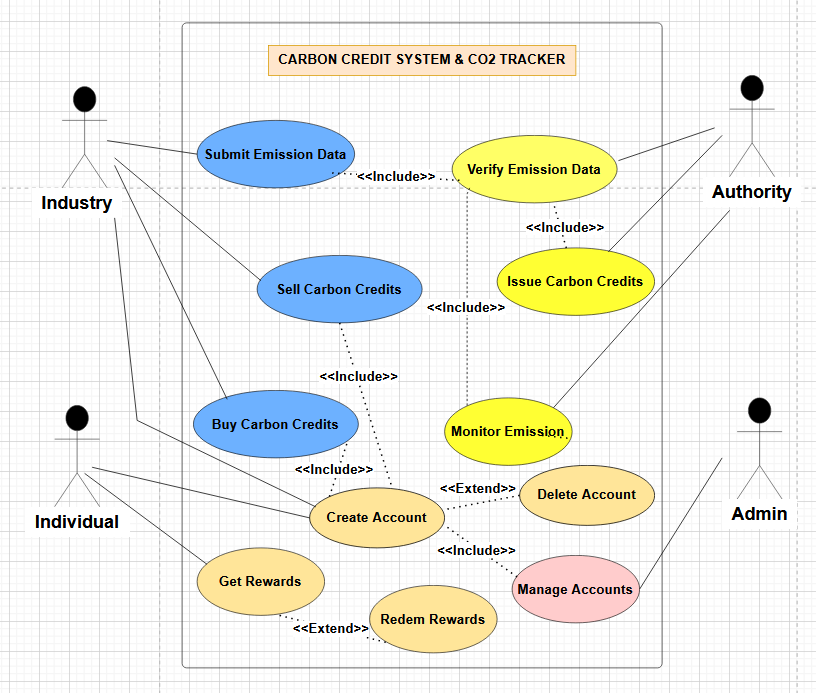 CARBON CREDIT SYSTEM & CO2 TRACKER
Submit Emission Data
<<Include>>
Verify Emission Data
Industry
Authority
<<Include>>
Sell Carbon Credits
Issue Carbon Credits
<<Include>>
<<Include>>
Buy Carbon Credits
Monitor Emission
<<Include>>
<<Extend>>
Delete Account
Create Account
Individual
Admin
<<Include>>
Get Rewards
Manage Accounts
<<Extend>>
Redem Rewards